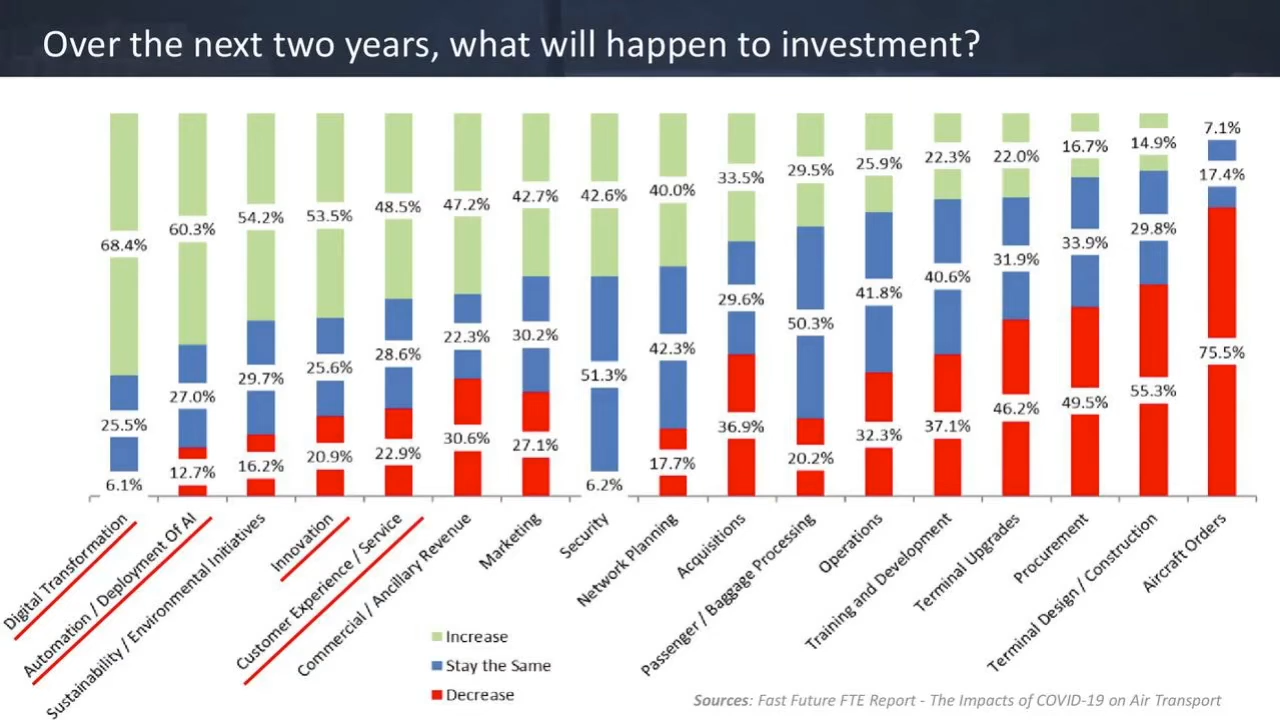 Over the next two years, what will happen to investment?
68.4% 60.3% 54.2% 53.5% 48.5% 47.2% 42.7% 42.6% 40.0% 33.5% 29.5% 25.9% 22.3% 22.0% 16.7% 14.9% 7.1%
25.5% 27.0% 29.7% 25.6% 28.6% 22.3% 30.2% 51.3% 42.3% 29.6% 50.3% 41.8% 40.6% 31.9% 33.9% 29.8% 17.4%
6.1% 12.7% 16.2% 20.9% 22.9% 30.6% 27.1% 6.2% 17.7% 36.9% 20.2% 32.3% 37.1% 46.2% 49.5% 55.3% 75.5%
Digital Transformation
Automation / Deployment Of AI
Sustainability / Environmental Initiatives
Innovation
Customer Experience / Service
Commercial / Ancillary Revenue
Marketing
Security
Network Planning
Acquisitions
Passenger / Baggage Processing
Operations
Training and Development
Terminal Upgrades
Procurement
Terminal Design / Construction
Aircraft Orders
Increase
Stay the Same
Decrease
Sources: Fast Future FTE Report - The Impacts of COVID-19 on Air Transport